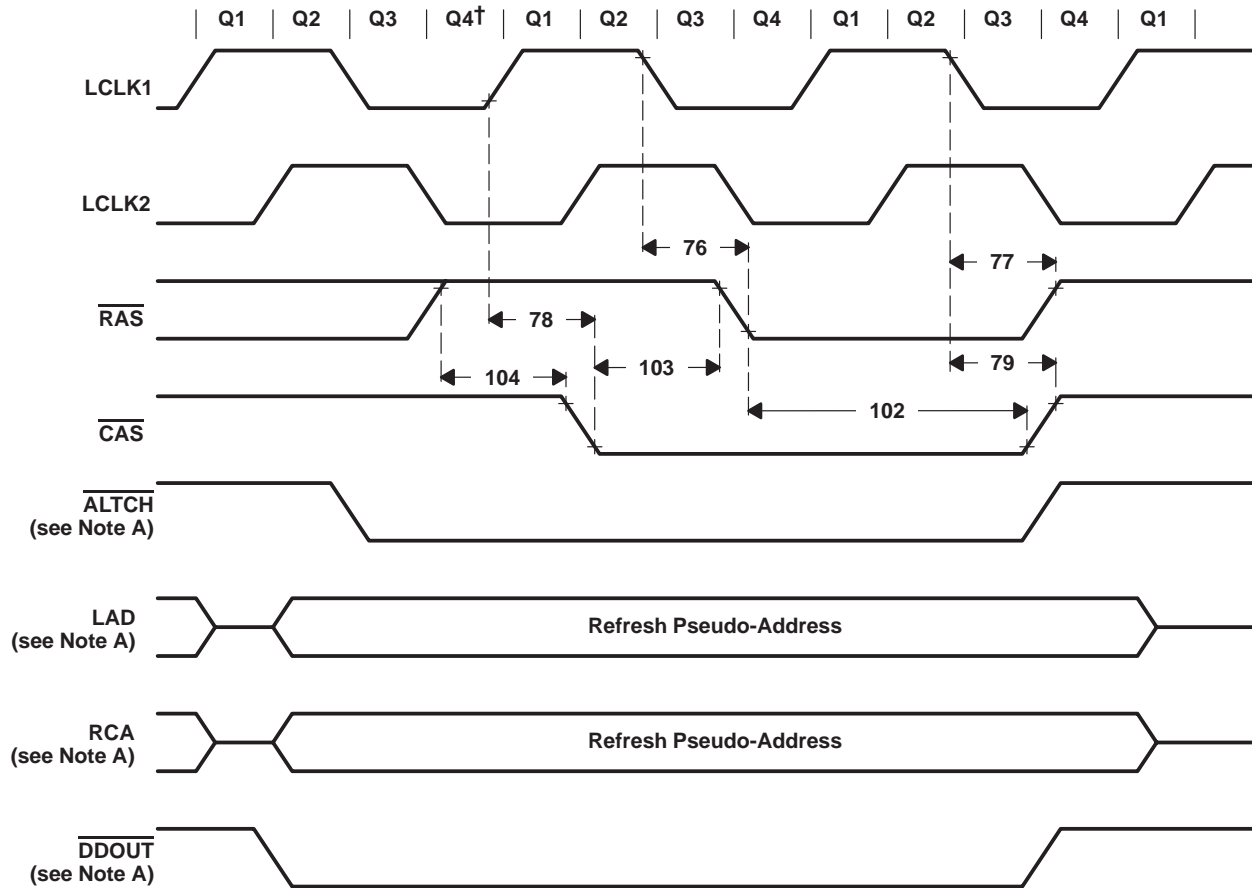 Q1 Q2 Q3 Q4† Q1 Q2 Q3 Q4 Q1 Q2 Q3 Q4 Q1
LCLK1
LCLK2
76
77
RAS
78
79
104
103
102
CAS
ALTCH
(see Note A)
LAD
(see Note A)
Refresh Pseudo-Address
RCA
(see Note A)
Refresh Pseudo-Address
DDOUT
(see Note A)